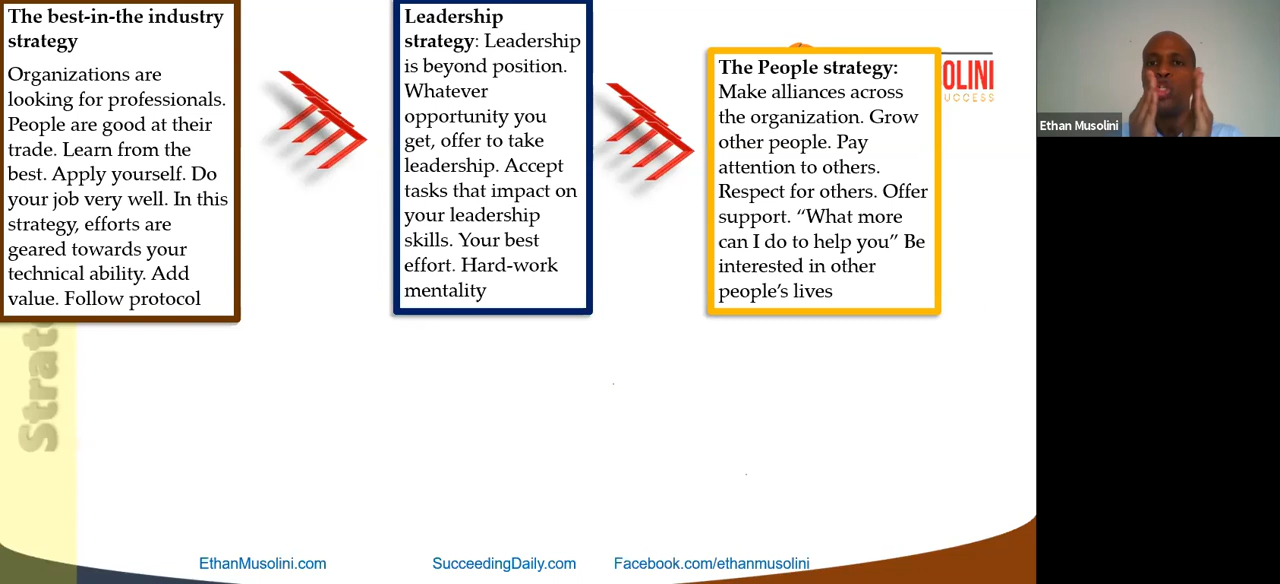 The best-in-the industry
strategy
Organizations are
looking for professionals.
People are good at their
trade. Learn from the
best. Apply yourself. Do
your job very well. In this
strategy, efforts are
geared towards your
technical ability. Add
value. Follow protocol
Leadership
strategy: Leadership
is beyond position.
Whatever
opportunity you
get, offer to take
leadership. Accept
tasks that impact on
your leadership
skills. Your best
effort. Hard-work
mentality
The People strategy:
Make alliances across
the organization. Grow
other people. Pay
attention to others.
Respect for others. Offer
support. “What more
can I do to help you” Be
interested in other
people’s lives
OLINI
UCCESS
Ethan Musolini
Strat
EthanMusolini.com
SucceedingDaily.com
Facebook.com/ethanmusolini